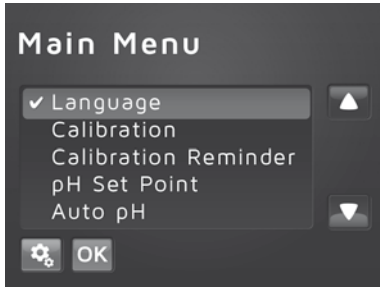 Main Menu
✔ Language
Calibration
Calibration Reminder
pH Set Point
Auto pH
OK